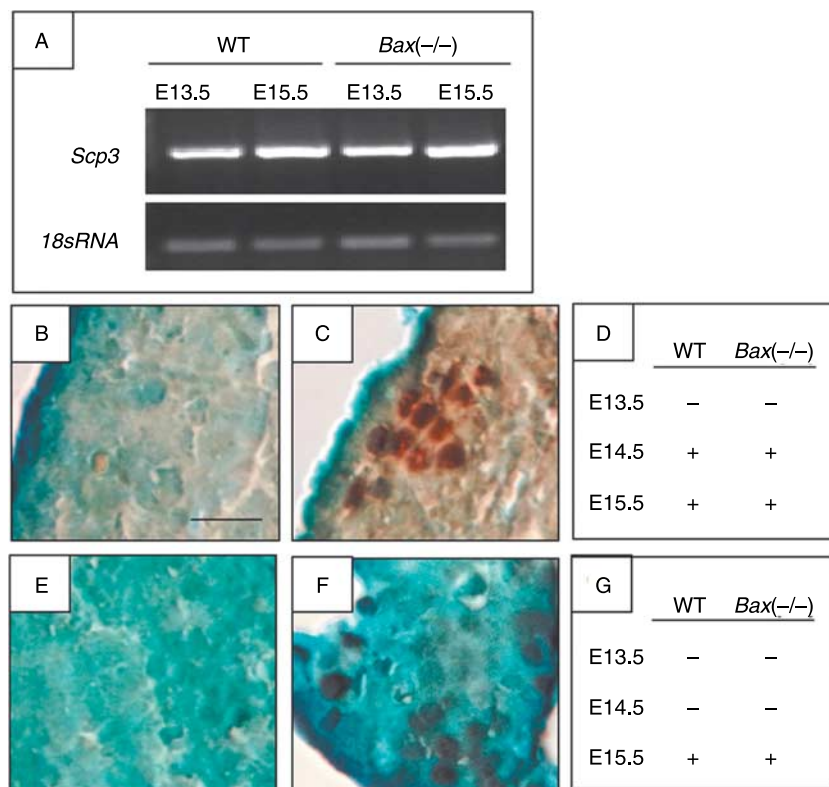 A
WT Bax(–/–)
E13.5 E15.5 E13.5 E15.5
Scp3
18sRNA
B
C
D
WT Bax(–/–)
E13.5 – –
E14.5 + +
E15.5 + +
E
F
G
WT Bax(–/–)
E13.5 – –
E14.5 – –
E15.5 + +